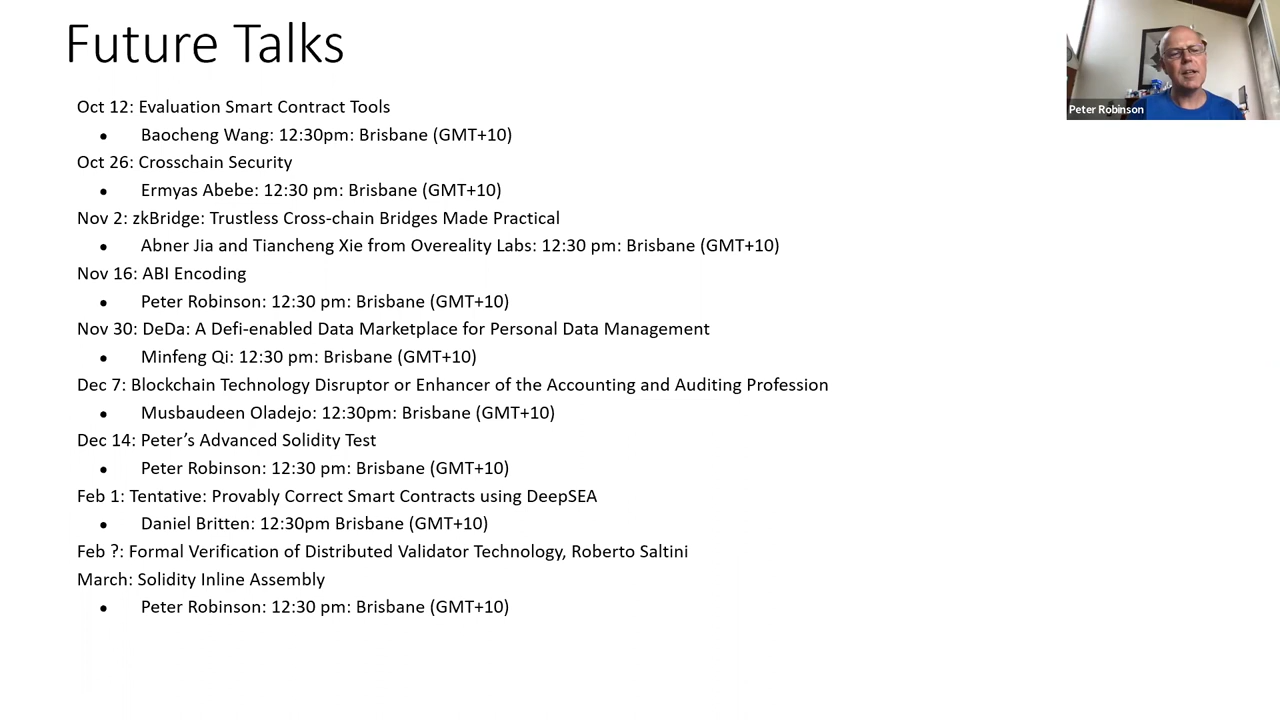 Future Talks
Peter Robinson
Oct 12: Evaluation Smart Contract Tools
• Baocheng Wang: 12:30pm: Brisbane (GMT+10)
Oct 26: Crosschain Security
• Ermyas Abebe: 12:30 pm: Brisbane (GMT+10)
Nov 2: zkBridge: Trustless Cross-chain Bridges Made Practical
• Abner Jia and Tiancheng Xie from Overeality Labs: 12:30 pm: Brisbane (GMT+10)
Nov 16: ABI Encoding
• Peter Robinson: 12:30 pm: Brisbane (GMT+10)
Nov 30: DeDa: A Defi-enabled Data Marketplace for Personal Data Management
• Minfeng Qi: 12:30 pm: Brisbane (GMT+10)
Dec 7: Blockchain Technology Disruptor or Enhancer of the Accounting and Auditing Profession
• Musbaudeen Oladejo: 12:30pm: Brisbane (GMT+10)
Dec 14: Peter’s Advanced Solidity Test
• Peter Robinson: 12:30 pm: Brisbane (GMT+10)
Feb 1: Tentative: Provably Correct Smart Contracts using DeepSEA
• Daniel Britten: 12:30pm Brisbane (GMT+10)
Feb ?: Formal Verification of Distributed Validator Technology, Roberto Saltini
March: Solidity Inline Assembly
• Peter Robinson: 12:30 pm: Brisbane (GMT+10)